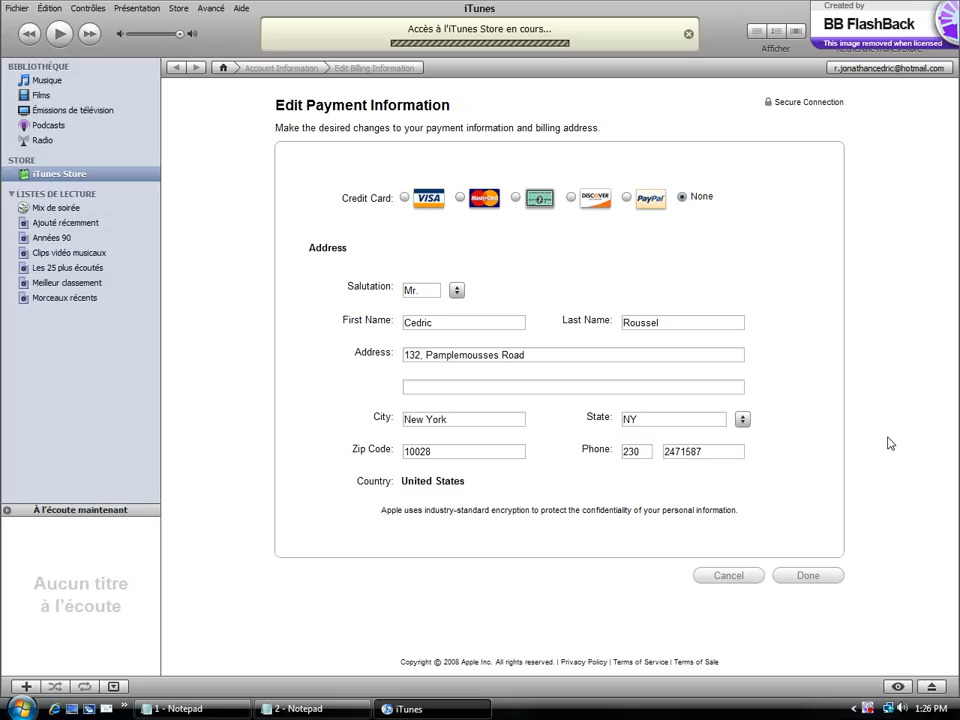 Fichier Édition Contrôles Présentation Store Avancé Aide
iTunes
Accès à l'iTunes Store en cours...
Afficher
Created by
BB FlashBack
This image removed when licensed
BIBLIOTHÈQUE
Musique
Films
Émissions de télévision
Podcasts
Radio
STORE
iTunes Store
LISTES DE LECTURE
Mix de soirée
Ajouté récemment
Années 90
Clips vidéo musicaux
Les 25 plus écoutés
Meilleur classement
Morceaux récents
À l'écoute maintenant
Aucun titre
à l'écoute
Account Information Edit Billing Information
r.jonathancedric@hotmail.com
Edit Payment Information
Secure Connection
Make the desired changes to your payment information and billing address.
Credit Card: VISA MasterCard DISCOVER PayPal None
Address
Salutation: Mr.
First Name: Cedric Last Name: Roussel
Address: 132, Pamplemousses Road
City: New York State: NY
Zip Code: 10028 Phone: 230 2471587
Country: United States
Apple uses industry-standard encryption to protect the confidentiality of your personal information.
Cancel Done
Copyright © 2008 Apple Inc. All rights reserved. | Privacy Policy | Terms of Service | Terms of Sale
1 - Notepad 2 - Notepad iTunes 1:26 PM